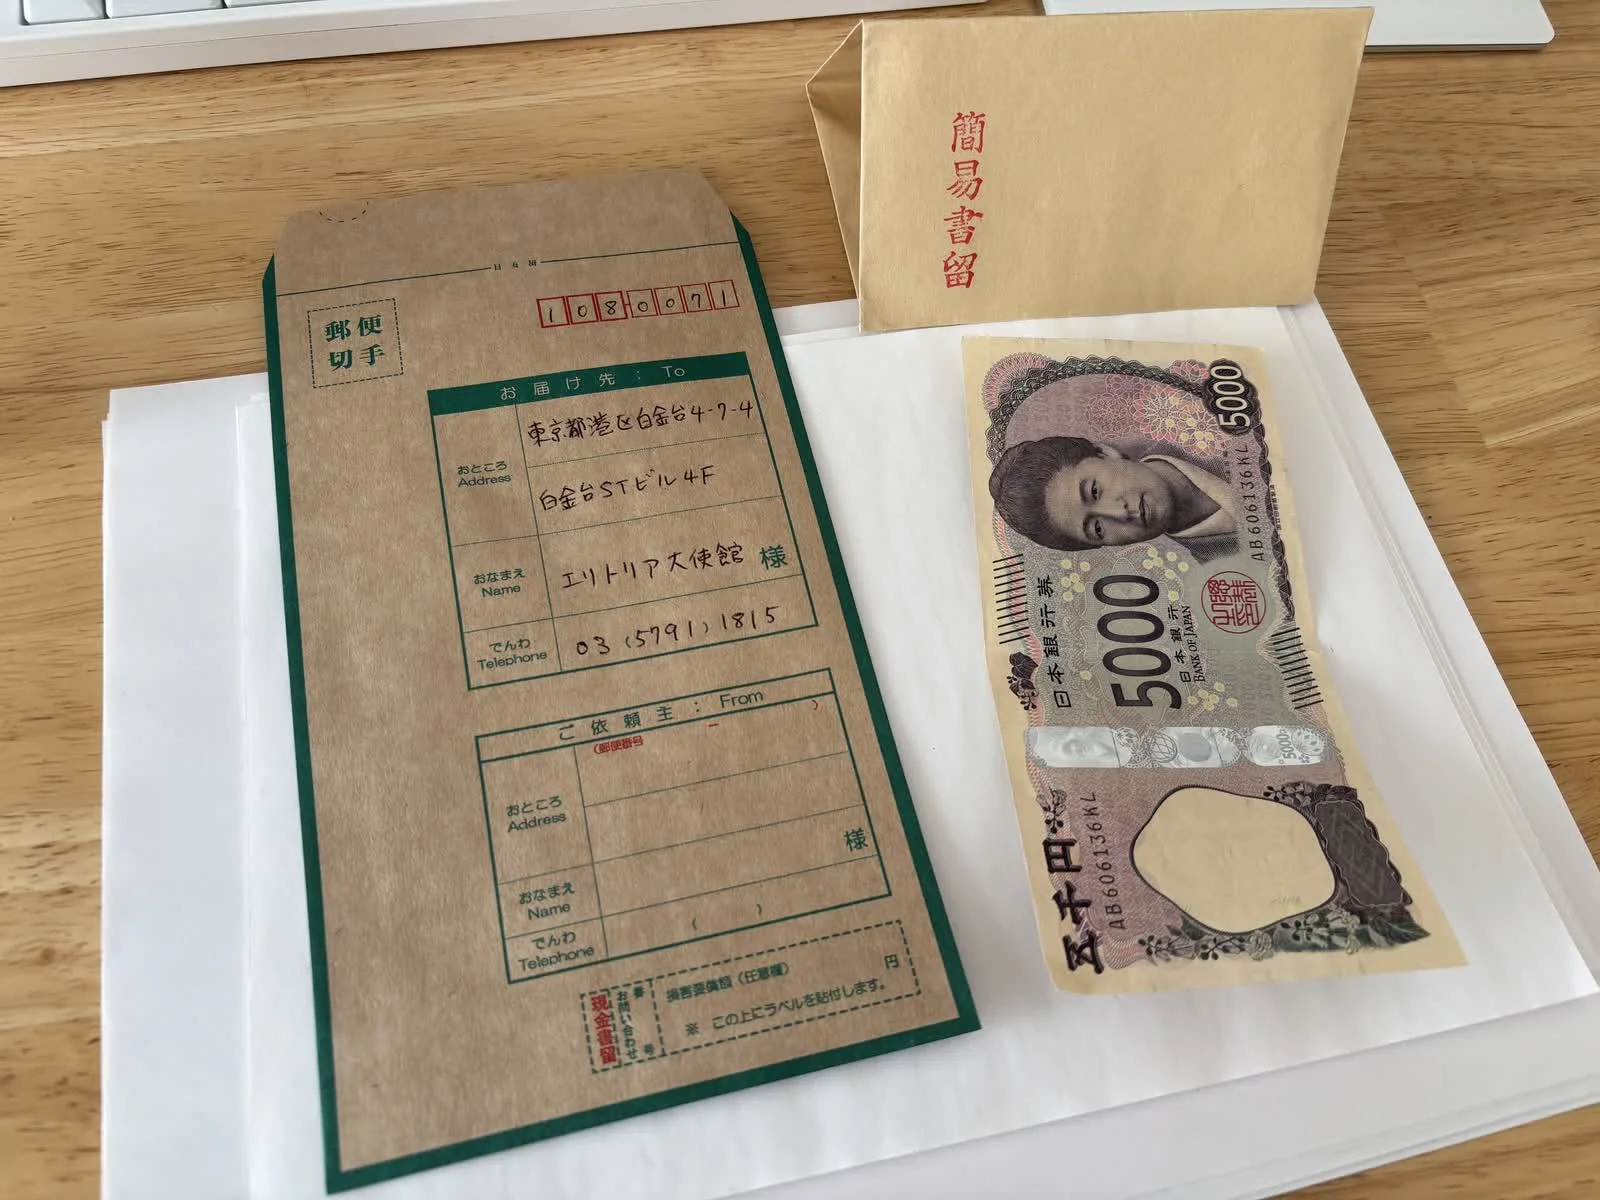 郵便
切手
1080071
お届け先：To
おところ
Address
東京都港区白金台4-7-4
白金台STビル4F
おなまえ
Name
エリトリア大使館 様
でんわ
Telephone
03(5791)1815
ご依頼主：From
(郵便番号 － )
おところ
Address
様
おなまえ
Name
でんわ
Telephone
( )
現金書留
お問い合わせ
番号
損害要償額(任意欄)
円
※ この上にラベルを貼付します。
簡易書留
5000
AB606136KL
日本銀行券
5000
日本銀行
BANK OF JAPAN
5000
五千円
AB606136KL